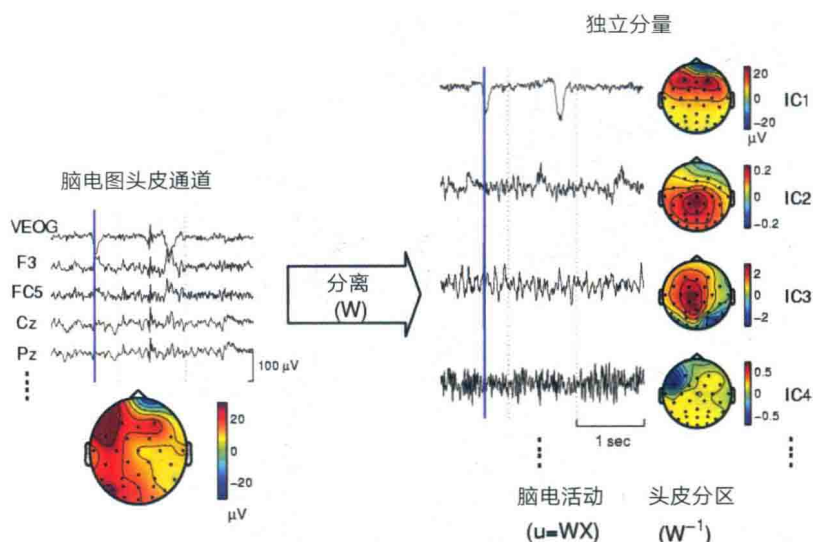 独立分量
20
0
−20
μV
IC1
0.2
0
−0.2
IC2
2
0
−2
IC3
0.5
0
−0.5
IC4
1 sec
脑电活动
(u=WX)
头皮分区
(W⁻¹)
脑电图头皮通道
VEOG
F3
FC5
Cz
Pz
100 μV
20
0
−20
μV
分离
(W)